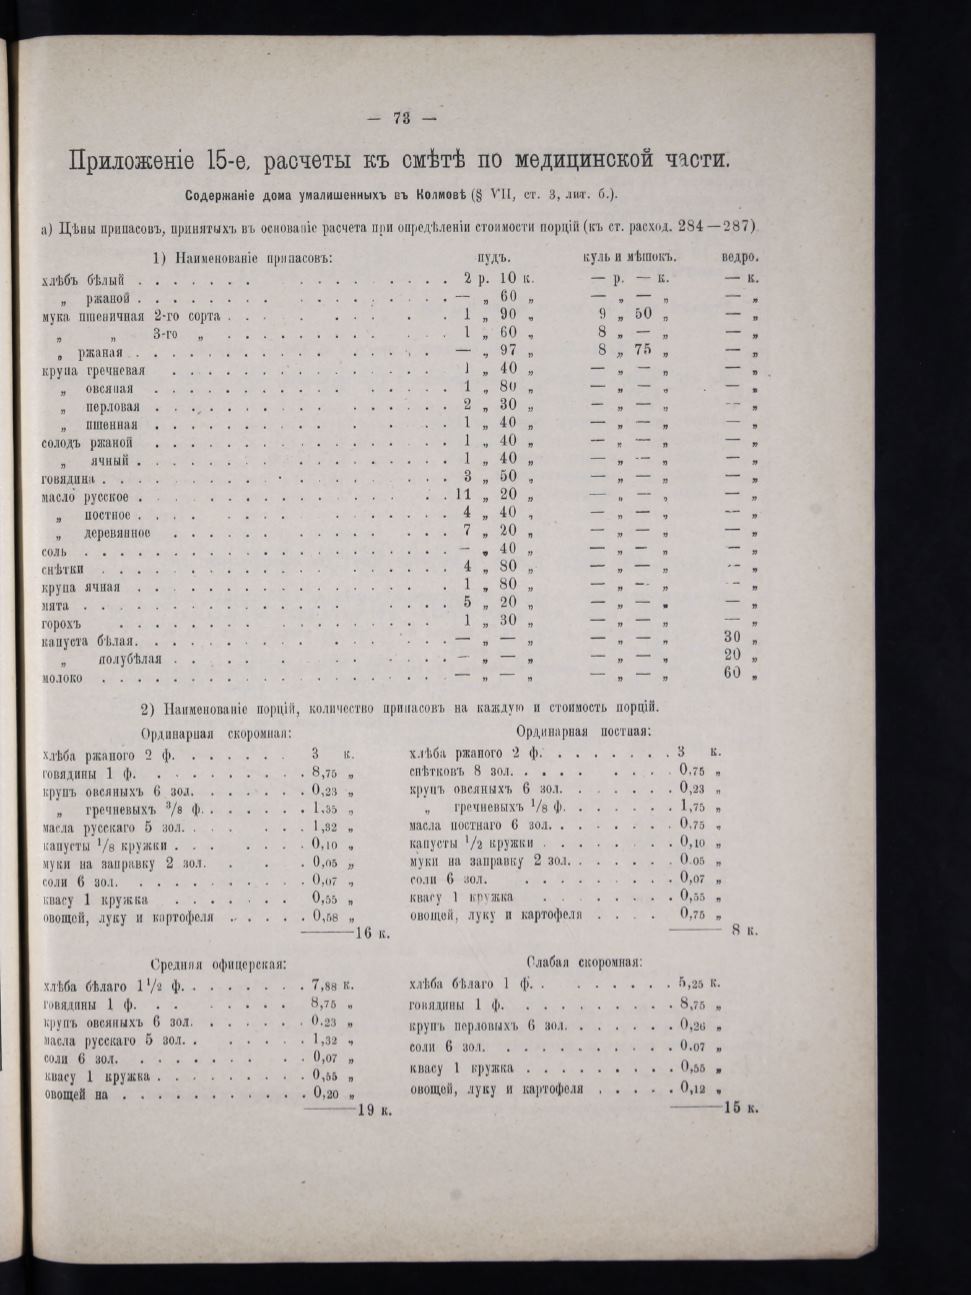 — 73 —
Приложеніе 15-е, расчеты къ смѣтѣ по медицинской части.
Содержаніе дома умалишенныхъ въ Колмовѣ (§ VII, ст. 3, лит. б.).
а) Цѣны припасовъ, принятыхъ въ основаніе расчета при опредѣленіи стоимости порцій (къ ст. расход. 284—287)
1) Наименованіе припасовъ: пудъ. куль и мѣшокъ. ведро.
хлѣбъ бѣлый . . . . . . 2 р. 10 к. — р. — к. — к.
„ ржаной . . . . . . — „ 60 „ — „ — „ — „
мука пшеничная 2-го сорта . . . . . . 1 „ 90 „ 9 „ 50 „ — „
„ „ 3-го „ . . . . . . 1 „ 60 „ 8 „ — „ — „
„ ржаная . . . . . . — „ 97 „ 8 „ 75 „ — „
крупа гречневая . . . . . . 1 „ 40 „ — „ — „ — „
„ овсяная . . . . . . 1 „ 80 „ — „ — „ — „
„ перловая . . . . . . 2 „ 30 „ — „ — „ — „
„ пшенная . . . . . . 1 „ 40 „ — „ — „ — „
солодъ ржаной . . . . . . 1 „ 40 „ — „ — „ — „
„ ячный . . . . . . 1 „ 40 „ — „ — „ — „
говядина . . . . . . 3 „ 50 „ — „ — „ — „
масло русское . . . . . . 11 „ 20 „ — „ — „ — „
„ постное . . . . . . 4 „ 40 „ — „ — „ — „
„ деревянное . . . . . . 7 „ 20 „ — „ — „ — „
соль . . . . . . — „ 40 „ — „ — „ — „
снѣтки . . . . . . 4 „ 80 „ — „ — „ — „
крупа ячная . . . . . . 1 „ 80 „ — „ — „ — „
мята . . . . . . 5 „ 20 „ — „ — „ — „
горохъ . . . . . . 1 „ 30 „ — „ — „ — „
капуста бѣлая . . . . . . — „ — „ — „ — „ 30 „
„ полубѣлая . . . . . . — „ — „ — „ — „ 20 „
молоко . . . . . . — „ — „ — „ — „ 60 „
2) Наименованіе порцій, количество припасовъ на каждую и стоимость порцій.
Ординарная скоромная:
хлѣба ржаного 2 ф. . . . . . . 3 к.
говядины 1 ф. . . . . . . 8,75 „
крупъ овсяныхъ 6 зол. . . . . . . 0,23 „
„ гречневыхъ 3/8 ф. . . . . . . 1,35 „
масла русскаго 5 зол. . . . . . . 1,32 „
капусты 1/8 кружки . . . . . . 0,10 „
муки на заправку 2 зол. . . . 0,05 „
соли 6 зол. . . . . . . 0,07 „
квасу 1 кружка . . . . . . 0,55 „
овощей, луку и картофеля . . . . . 0,58 „
——16 к.
Ординарная постная:
хлѣба ржаного 2 ф. . . . . . . 3 к.
снѣтковъ 8 зол. . . . . . . 0,75 „
крупъ овсяныхъ 6 зол. . . . . . . 0,23 „
„ гречневыхъ 1/8 ф. . . . . . . 1,75 „
масла постнаго 6 зол. . . . . . . 0,75 „
капусты 1/2 кружки . . . . . . 0,10 „
муки на заправку 2 зол. . . . . . 0,05 „
соли 6 зол. . . . . . . 0,07 „
квасу 1 кружка . . . . . . 0,55 „
овощей, луку и картофеля . . . . 0,75 „
—— 8 к.
Средняя офицерская:
хлѣба бѣлаго 1 1/2 ф. . . . . . . 7,88 к.
говядины 1 ф. . . . . . . 8,75 „
крупъ овсяныхъ 6 зол. . . . . . . 0,23 „
масла русскаго 5 зол. . . . . . . 1,32 „
соли 6 зол. . . . . . . 0,07 „
квасу 1 кружка . . . . . . 0,55 „
овощей на . . . . . . 0,20 „
——19 к.
Слабая скоромная:
хлѣба бѣлаго 1 ф. . . . . . . 5,25 к.
говядины 1 ф. . . . . . . 8,75 „
крупъ перловыхъ 6 зол. . . . . . . 0,26 „
соли 6 зол. . . . . . . 0,07 „
квасу 1 кружка . . . . . . 0,55 „
овощей, луку и картофеля . . . . . 0,12 „
——15 к.